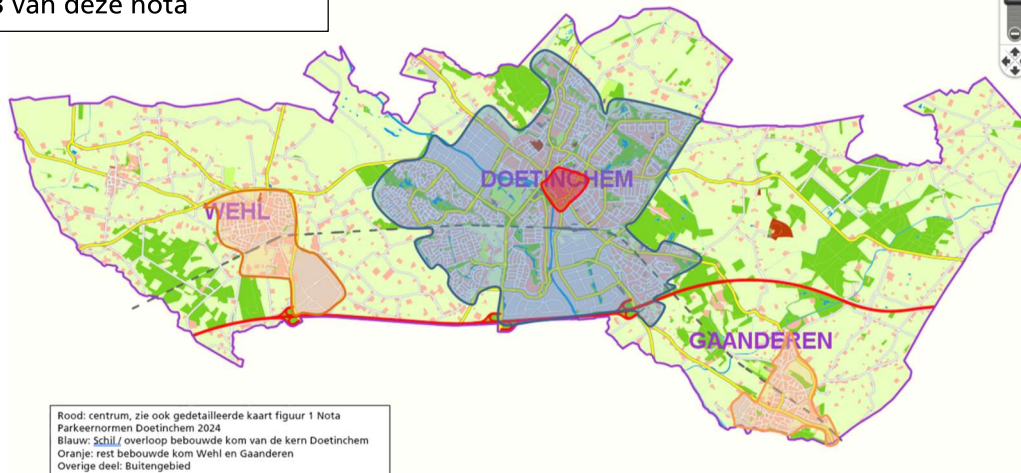 van deze nota
DOETINCHEM
WEHL
GAANDEREN
Rood: centrum, zie ook gedetailleerde kaart figuur 1 Nota
Parkeernormen Doetinchem 2024
Blauw: Schil / overloop bebouwde kom van de kern Doetinchem
Oranje: rest bebouwde kom Wehl en Gaanderen
Overige deel: Buitengebied